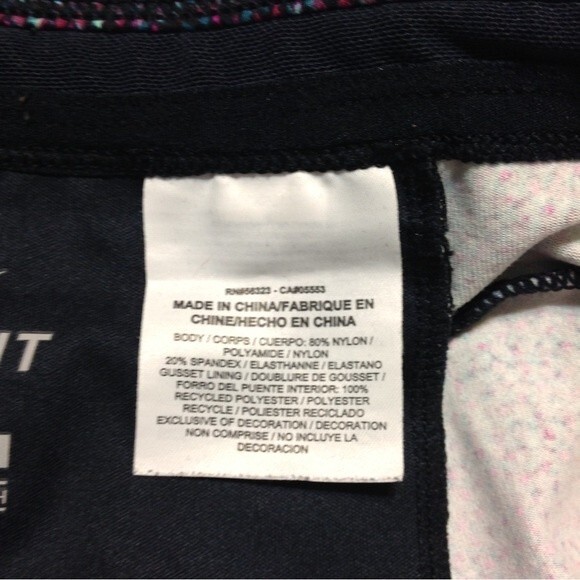 RN#56323 - CA#05553
MADE IN CHINA/FABRIQUE EN
CHINE/HECHO EN CHINA
BODY / CORPS / CUERPO: 80% NYLON /
POLYAMIDE / NYLON
20% SPANDEX / ELASTHANNE / ELASTANO
GUSSET LINING / DOUBLURE DE GOUSSET /
FORRO DEL PUENTE INTERIOR: 100%
RECYCLED POLYESTER / POLYESTER
RECYCLE / POLIESTER RECICLADO
EXCLUSIVE OF DECORATION / DECORATION
NON COMPRISE / NO INCLUYE LA
DECORACION
IT